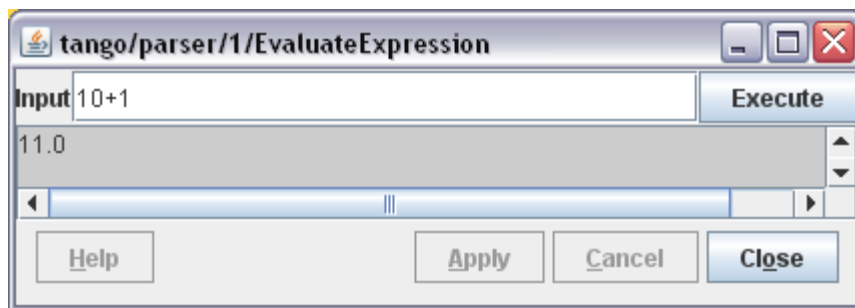 tango/parser/1/EvaluateExpression
Input 10+1 Execute
11.0
Help Apply Cancel Close